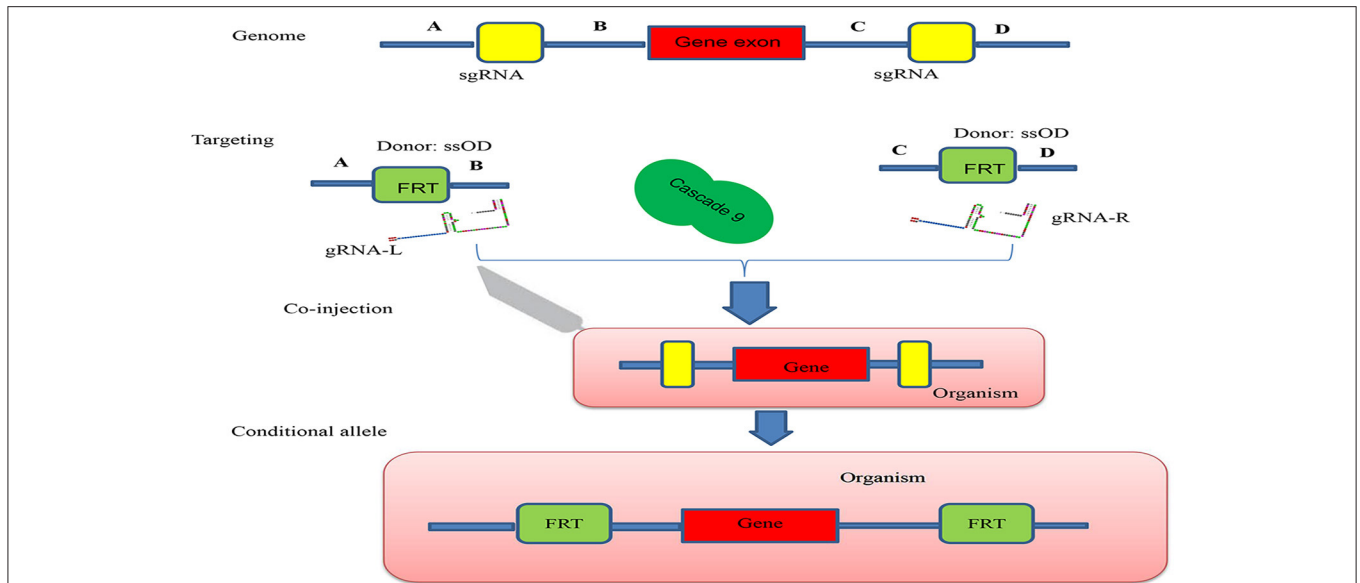 A B C D
Genome Gene exon
sgRNA sgRNA
Targeting
Donor: ssOD Donor: ssOD
A B C D
FRT FRT
Cascade 9
gRNA-L gRNA-R
Co-injection
Gene
Organism
Conditional allele
Organism
FRT Gene FRT